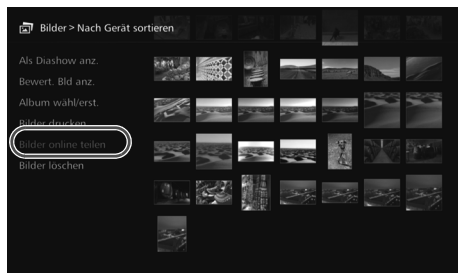 Bilder > Nach Gerät sortieren
Als Diashow anz.
Bewert. Bld anz.
Album wähl/erst.
Bilder drucken
Bilder online teilen
Bilder löschen